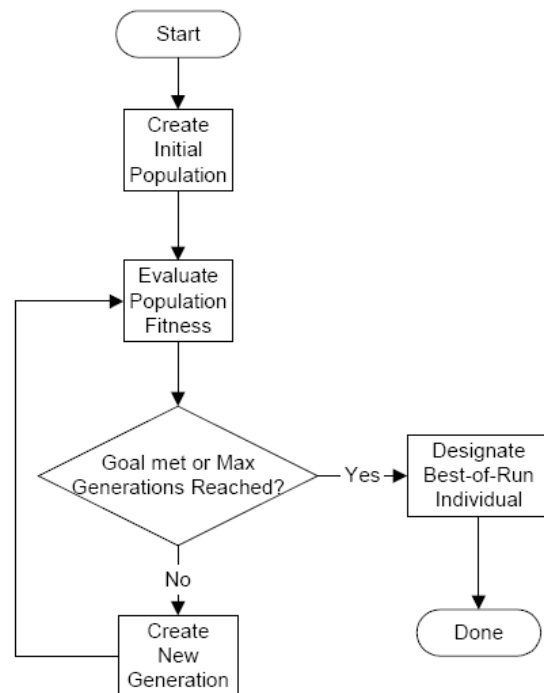 Start
Create
Initial
Population
Evaluate
Population
Fitness
Goal met or Max
Generations Reached?
Yes
Designate
Best-of-Run
Individual
No
Create
New
Generation
Done